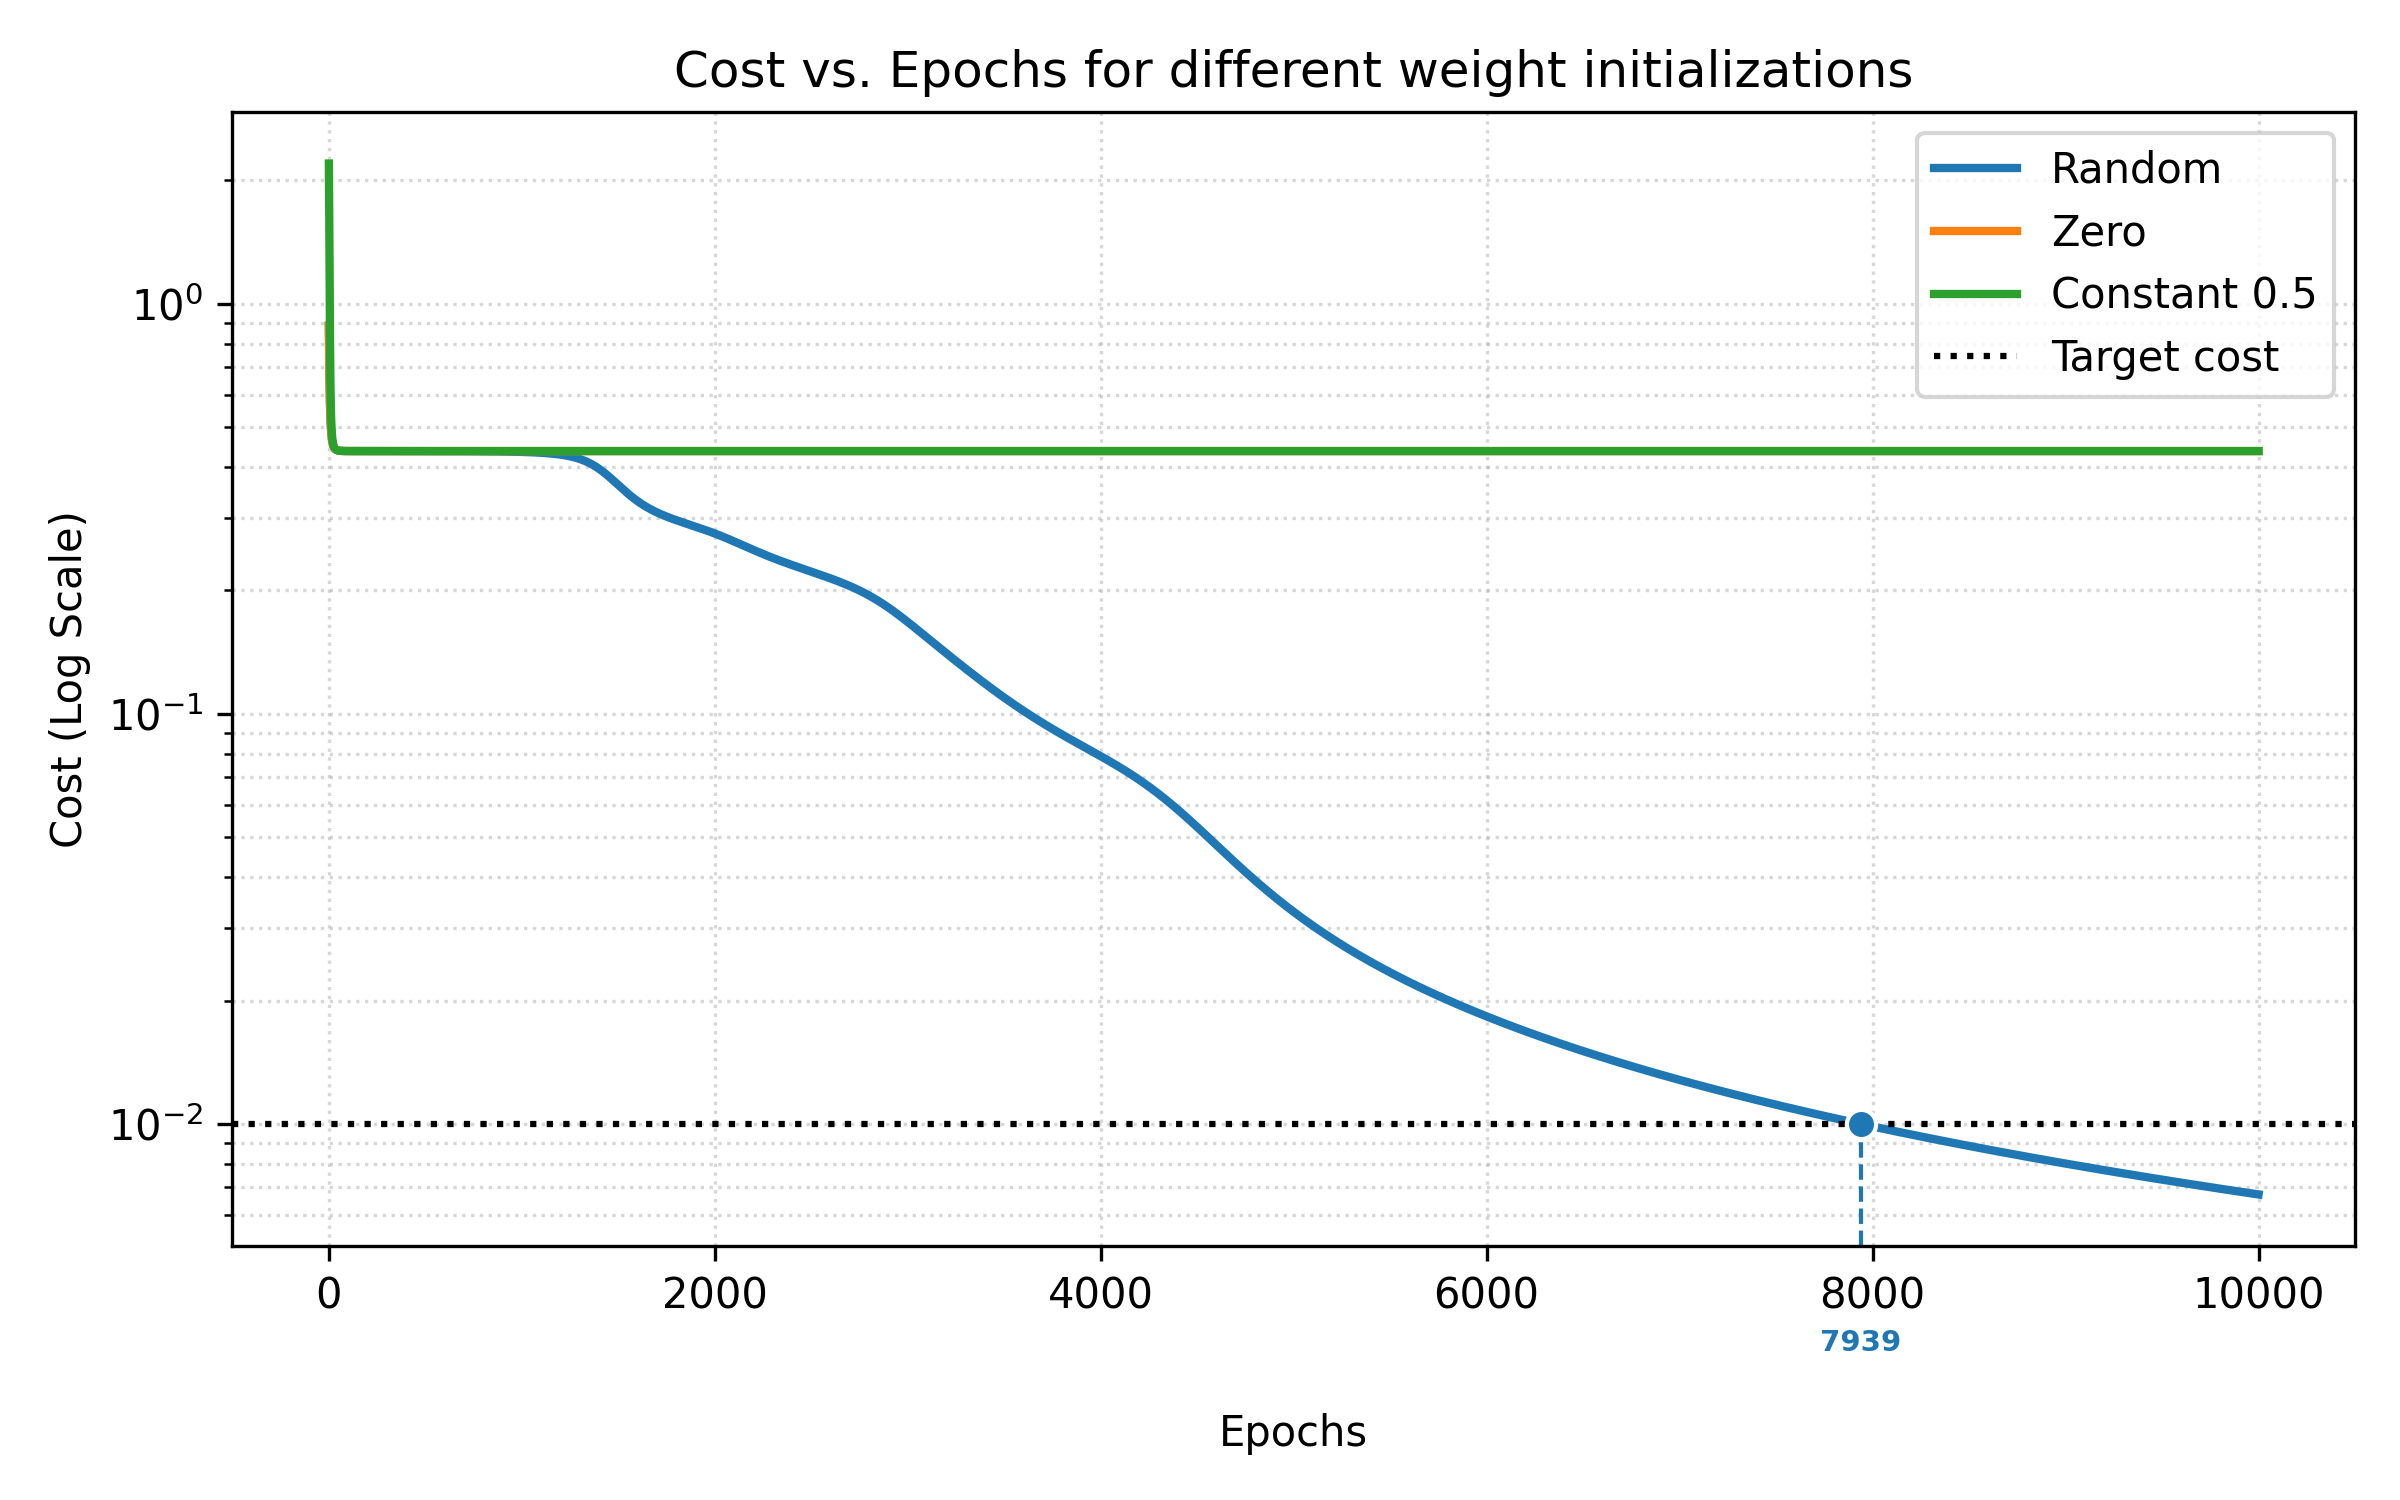 Cost vs. Epochs for different weight initializations
Random
Zero
Constant 0.5
Target cost
Cost (Log Scale)
10⁰
10⁻¹
10⁻²
0 2000 4000 6000 8000 10000
7939
Epochs